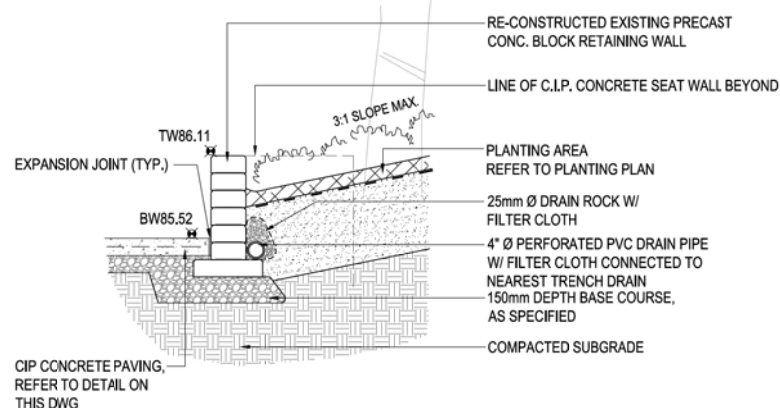 RE-CONSTRUCTED EXISTING PRECAST
CONC. BLOCK RETAINING WALL
LINE OF C.I.P. CONCRETE SEAT WALL BEYOND
3:1 SLOPE MAX.
TW86.11
EXPANSION JOINT (TYP.)
PLANTING AREA
REFER TO PLANTING PLAN
BW85.52
25mm Ø DRAIN ROCK W/
FILTER CLOTH
4" Ø PERFORATED PVC DRAIN PIPE
W/ FILTER CLOTH CONNECTED TO
NEAREST TRENCH DRAIN
150mm DEPTH BASE COURSE,
AS SPECIFIED
COMPACTED SUBGRADE
CIP CONCRETE PAVING,
REFER TO DETAIL ON
THIS DWG